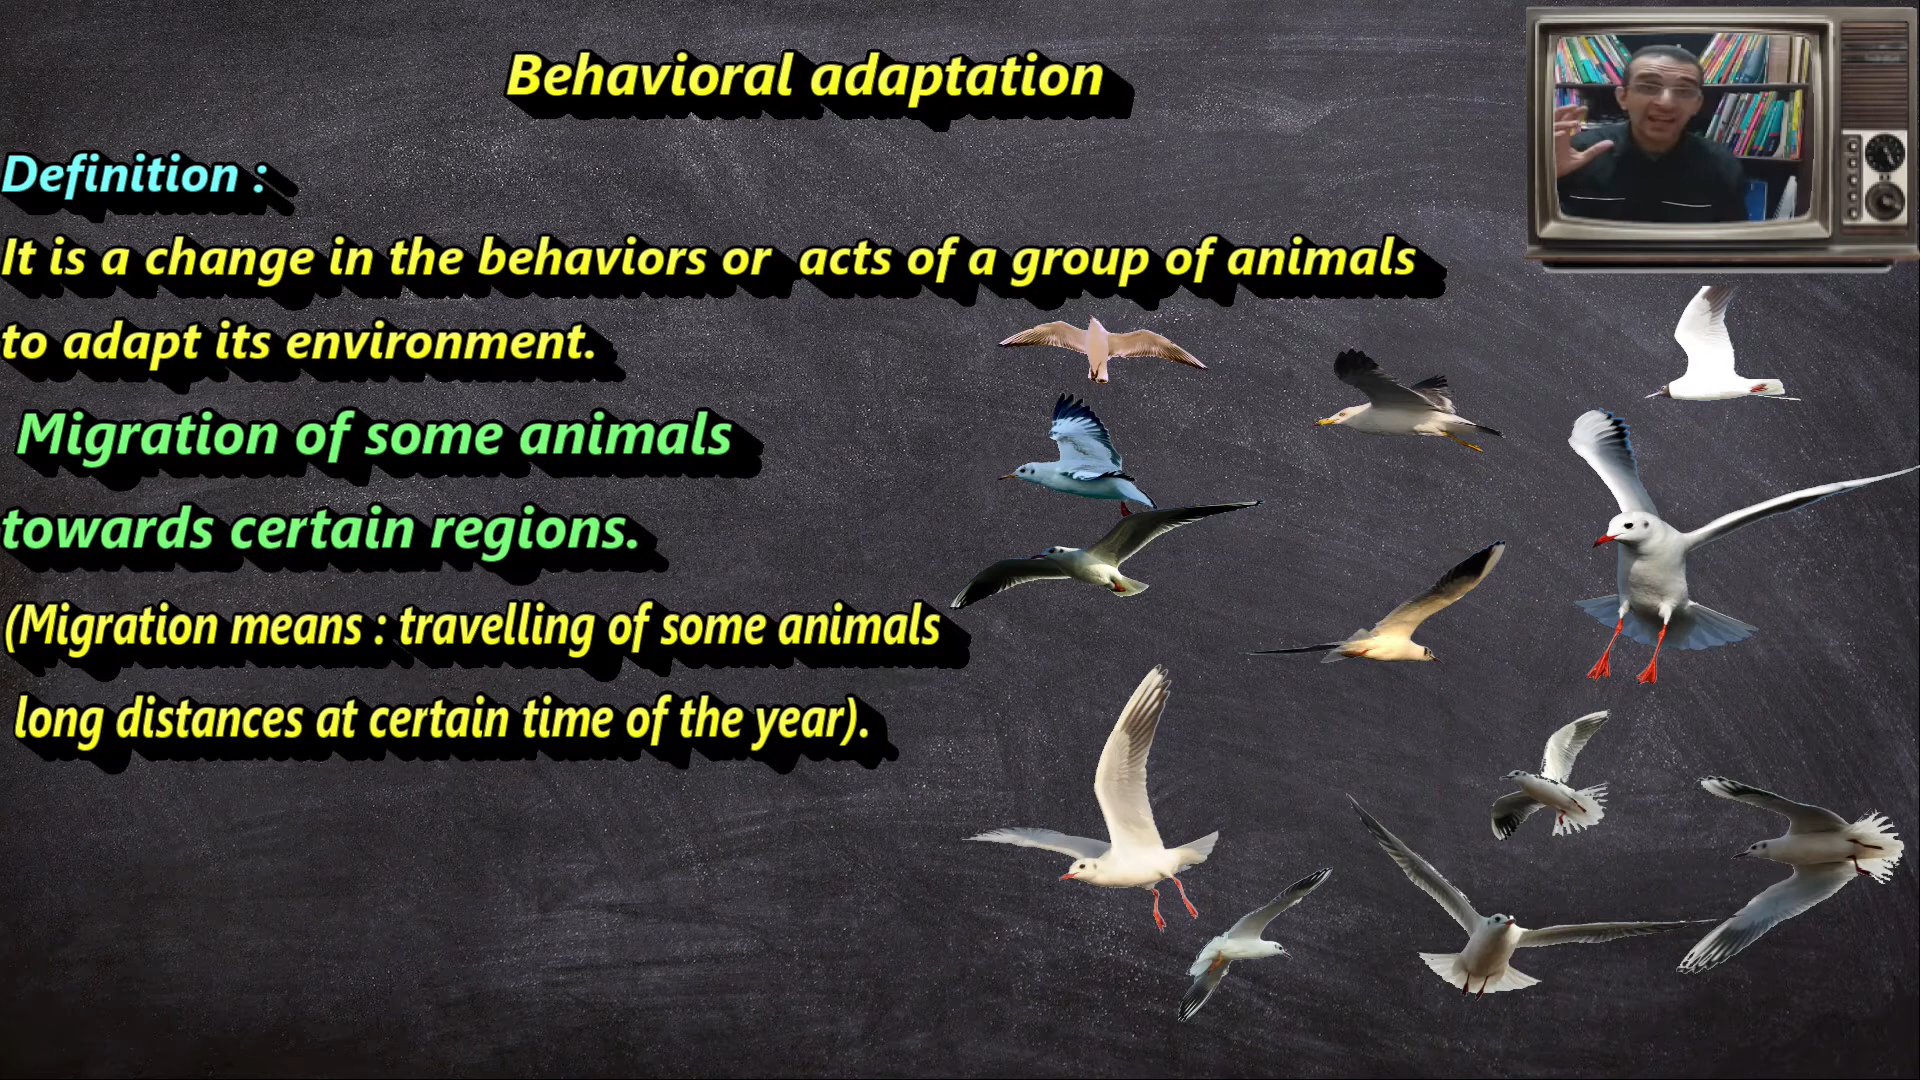 Behavioral adaptation
Definition :
It is a change in the behaviors or acts of a group of animals
to adapt its environment.
Migration of some animals
towards certain regions.
(Migration means : travelling of some animals
long distances at certain time of the year).